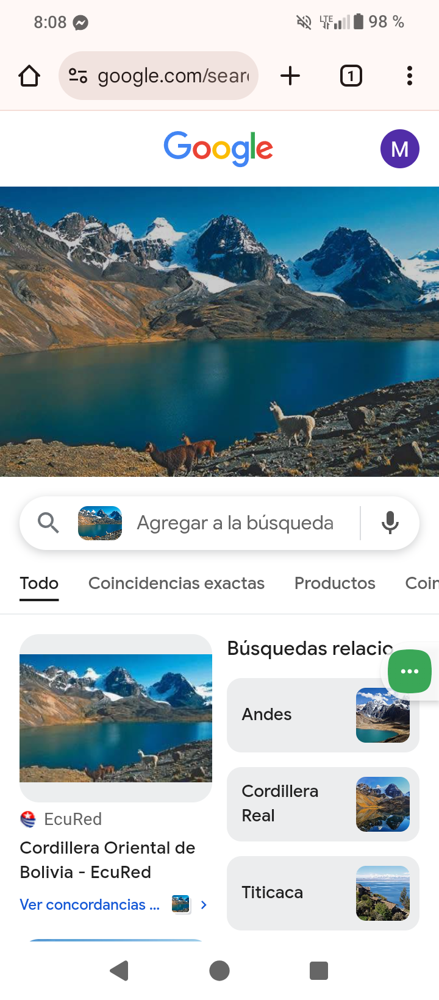 8:08
LTE
98 %
google.com/sear
1
Google
M
Agregar a la búsqueda
Todo
Coincidencias exactas
Productos
Coin
Búsquedas relacio
Andes
Cordillera
Real
Titicaca
EcuRed
Cordillera Oriental de
Bolivia - EcuRed
Ver concordancias ...